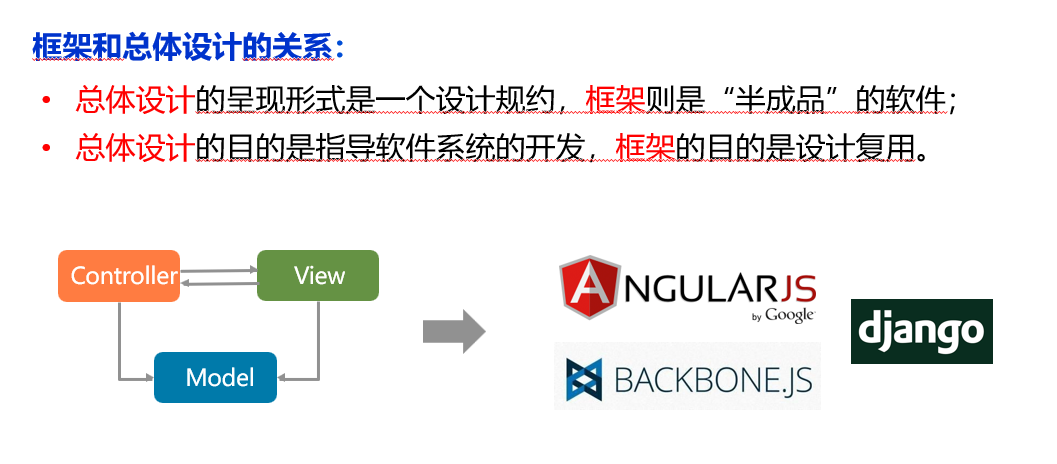 框架和总体设计的关系：
• 总体设计的呈现形式是一个设计规约，框架则是“半成品”的软件；
• 总体设计的目的是指导软件系统的开发，框架的目的是设计复用。
Controller
View
Model
ANGULARJS
by Google
BACKBONE.JS
django